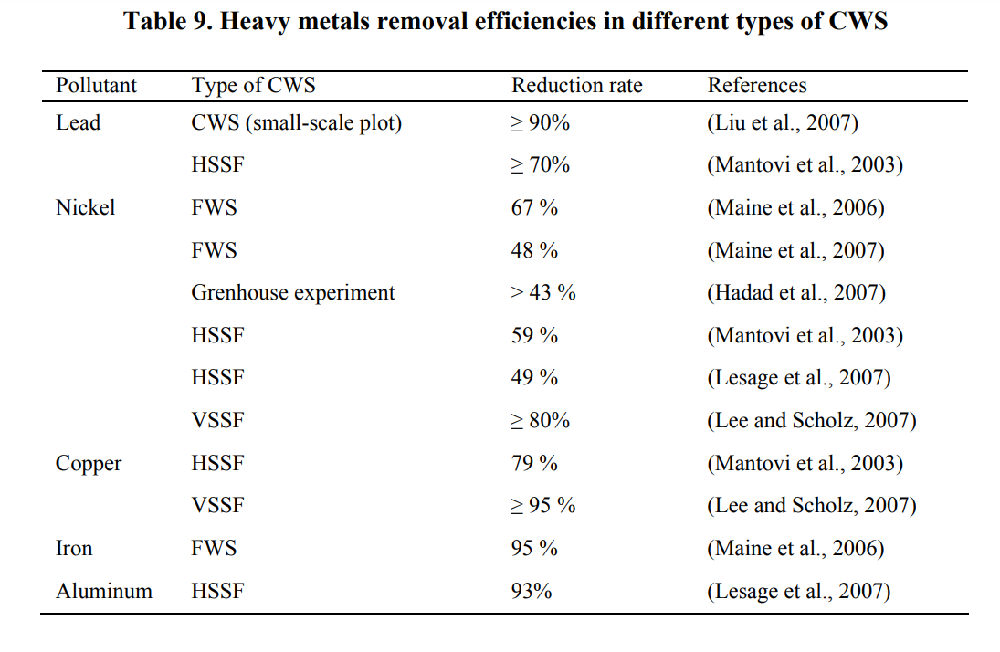 Table 9. Heavy metals removal efficiencies in different types of CWS
Pollutant Type of CWS Reduction rate References
Lead CWS (small-scale plot) ≥ 90% (Liu et al., 2007)
HSSF ≥ 70% (Mantovi et al., 2003)
Nickel FWS 67 % (Maine et al., 2006)
FWS 48 % (Maine et al., 2007)
Grenhouse experiment > 43 % (Hadad et al., 2007)
HSSF 59 % (Mantovi et al., 2003)
HSSF 49 % (Lesage et al., 2007)
VSSF ≥ 80% (Lee and Scholz, 2007)
Copper HSSF 79 % (Mantovi et al., 2003)
VSSF ≥ 95 % (Lee and Scholz, 2007)
Iron FWS 95 % (Maine et al., 2006)
Aluminum HSSF 93% (Lesage et al., 2007)